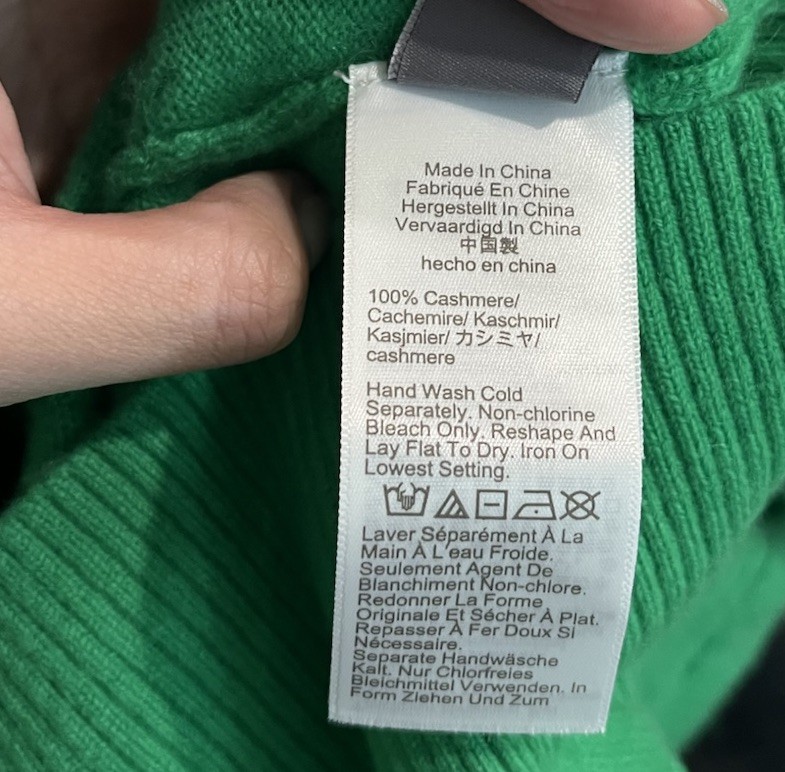 Made In China
Fabriqué En Chine
Hergestellt In China
Vervaardigd In China
中国製
hecho en china
100% Cashmere/
Cachemire/ Kaschmir/
Kasjmier/ カシミヤ/
cashmere
Hand Wash Cold
Separately. Non-chlorine
Bleach Only. Reshape And
Lay Flat To Dry. Iron On
Lowest Setting.
Laver Séparément À La
Main À L'eau Froide.
Seulement Agent De
Blanchiment Non-chlore.
Redonner La Forme
Originale Et Sécher À Plat.
Repasser À Fer Doux Si
Nécessaire.
Separate Handwäsche
Kalt. Nur Chlorfreies
Bleichmittel Verwenden. In
Form Ziehen Und Zum